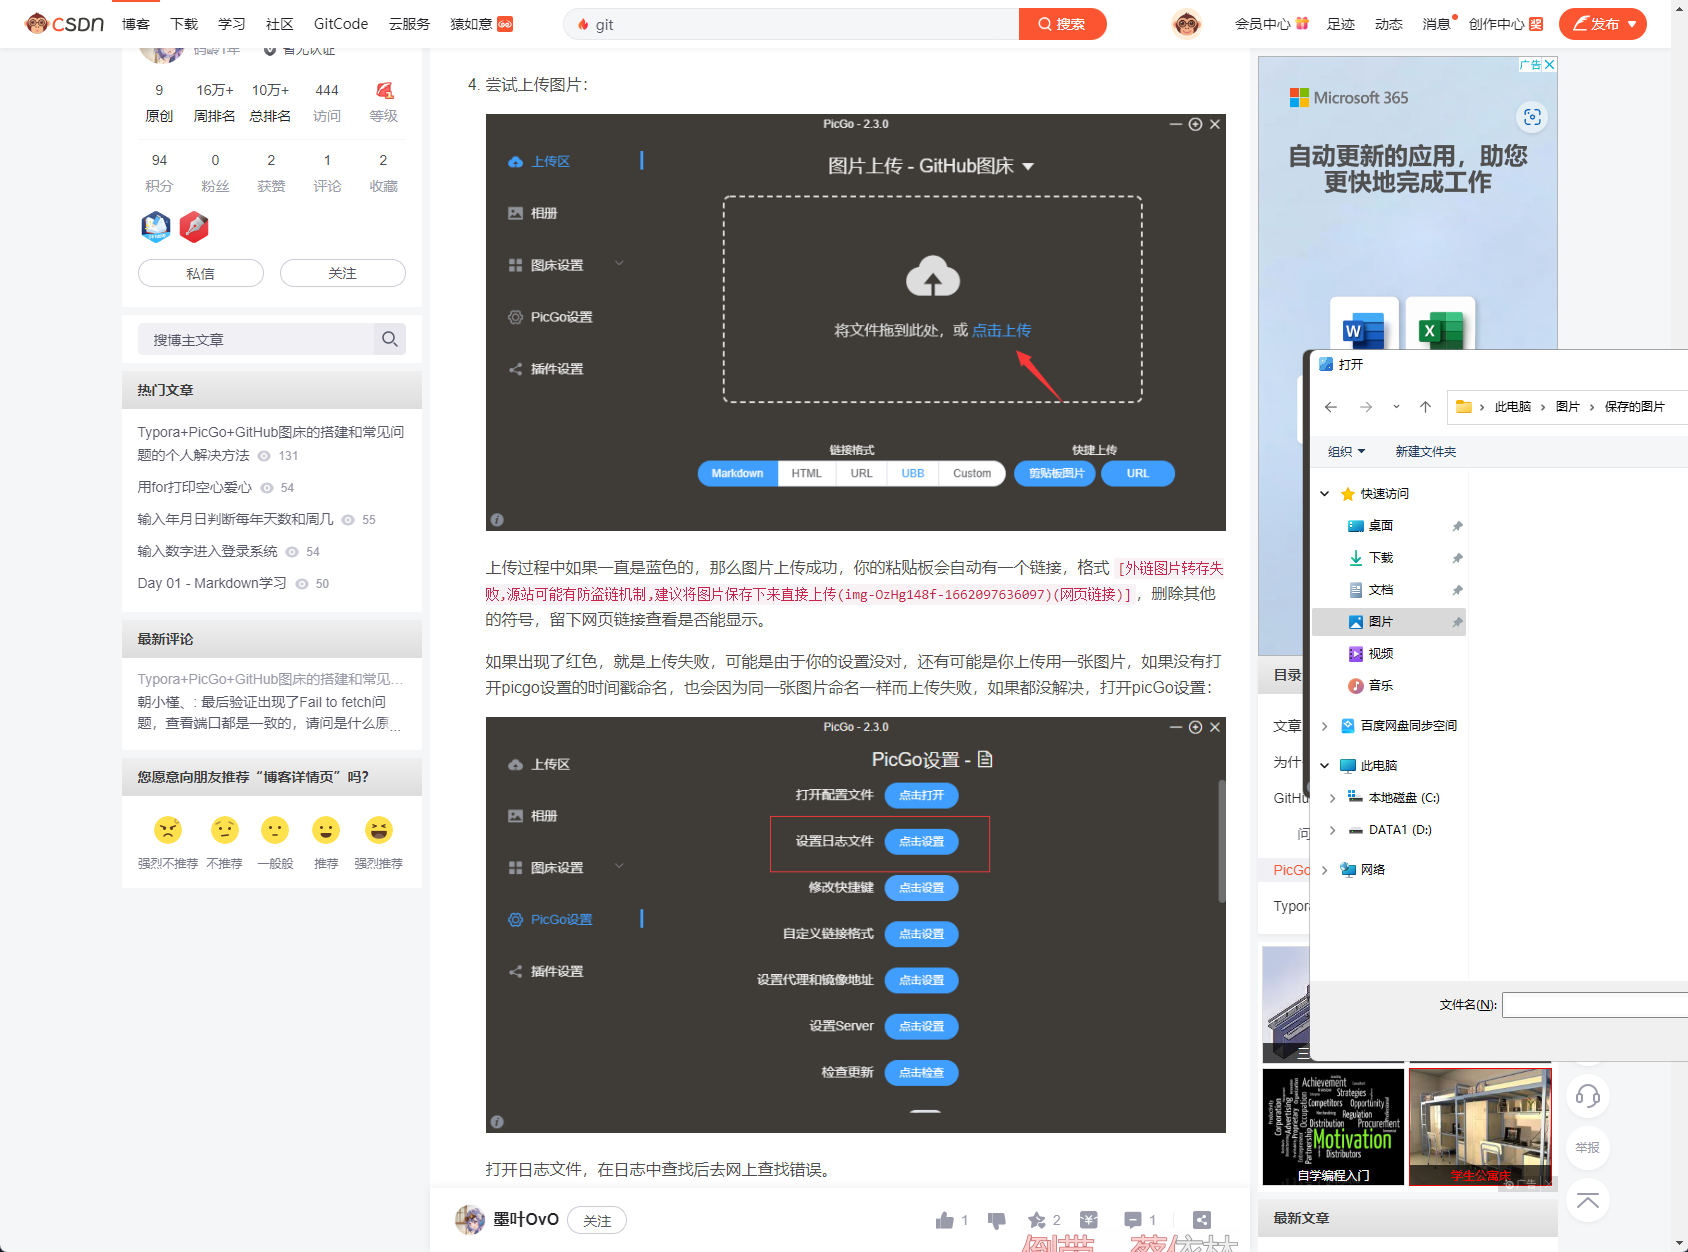 CSDN 博客 下载 学习 社区 GitCode 云服务 猿如意
git
搜索
会员中心 足迹 动态 消息 创作中心 奖 发布
码龄1年 暂无认证
9 16万+ 10万+ 444
原创 周排名 总排名 访问 等级
94 0 2 1 2
积分 粉丝 获赞 评论 收藏
私信 关注
搜博主文章
热门文章
Typora+PicGo+GitHub图床的搭建和常见问
题的个人解决方法 131
用for打印空心爱心 54
输入年月日判断每年天数和周几 55
输入数字进入登录系统 54
Day 01 - Markdown学习 50
最新评论
Typora+PicGo+GitHub图床的搭建和常见...
朝小槿、: 最后验证出现了Fail to fetch问
题，查看端口都是一致的，请问是什么原...
您愿意向朋友推荐“博客详情页”吗？
强烈不推荐 不推荐 一般般 推荐 强烈推荐
4. 尝试上传图片：
PicGo - 2.3.0
上传区
相册
图床设置
PicGo设置
插件设置
图片上传 - GitHub图床
将文件拖到此处，或 点击上传
链接格式 快捷上传
Markdown HTML URL UBB Custom 剪贴板图片 URL
上传过程中如果一直是蓝色的，那么图片上传成功，你的粘贴板会自动有一个链接，格式 [外链图片转存失
败,源站可能有防盗链机制,建议将图片保存下来直接上传(img-OzHg148f-1662097636097)(网页链接)] ，删除其他
的符号，留下网页链接查看是否能显示。
如果出现了红色，就是上传失败，可能是由于你的设置没对，还有可能是你上传用一张图片，如果没有打
开picgo设置的时间戳命名，也会因为同一张图片命名一样而上传失败，如果都没解决，打开picGo设置：
PicGo - 2.3.0
上传区
相册
图床设置
PicGo设置
插件设置
PicGo设置 -
打开配置文件 点击打开
设置日志文件 点击设置
修改快捷键 点击设置
自定义链接格式 点击设置
设置代理和镜像地址 点击设置
设置Server 点击设置
检查更新 点击检查
打开日志文件，在日志中查找后去网上查找错误。
墨叶OvO 关注
1 2 1
广告
Microsoft 365
自动更新的应用，助您
更快地完成工作
W X
目录
文章
为什
GitHu
问
PicGo
Typor
打开
此电脑 › 图片 › 保存的图片
组织 新建文件夹
快速访问
桌面
下载
文档
图片
视频
音乐
百度网盘同步空间
此电脑
本地磁盘 (C:)
DATA1 (D:)
网络
文件名(N):
三
Achievement
Strategies
Competitors Opportunity
Regulation
Distribution Procurement
Motivation
Distributors
自学编程入门
学生公寓床
广告
举报
最新文章